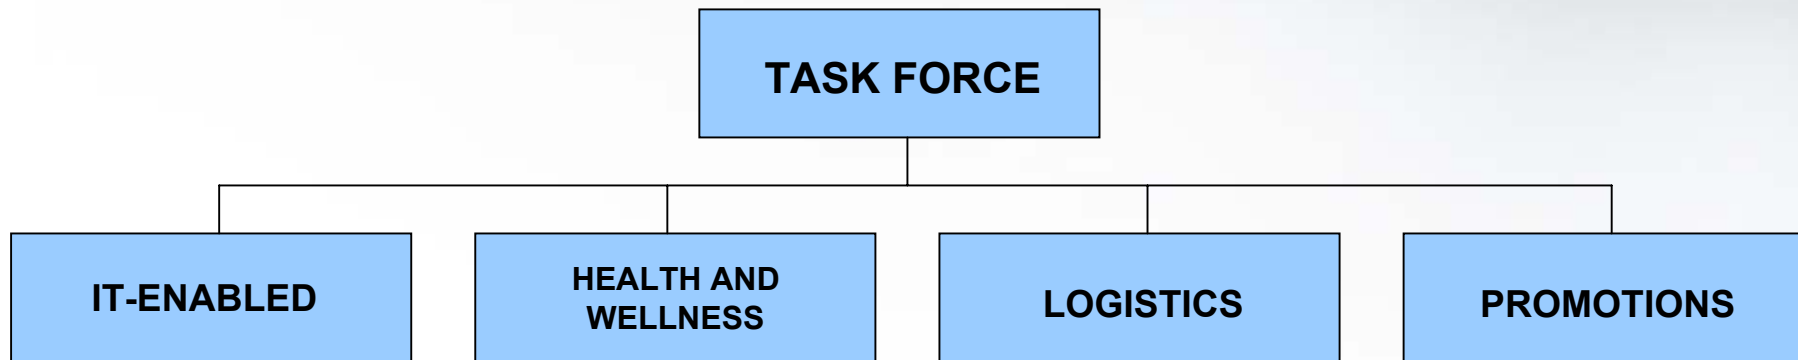 TASK FORCE
IT-ENABLED
HEALTH AND
WELLNESS
LOGISTICS
PROMOTIONS